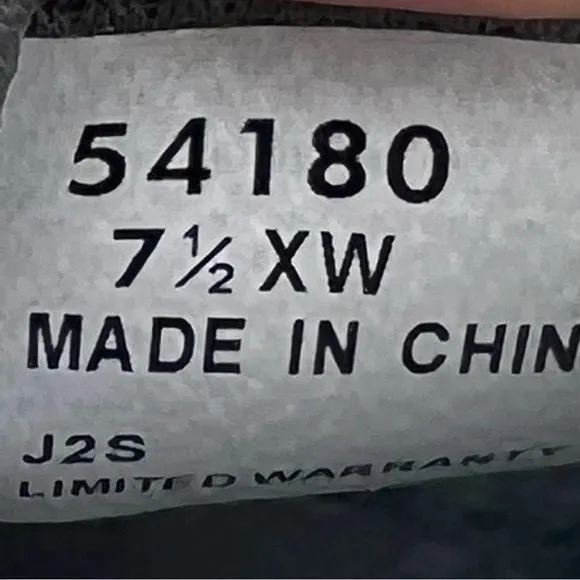 54180
7½ XW
MADE IN CHIN
J2S
LIMITED WARRANTY